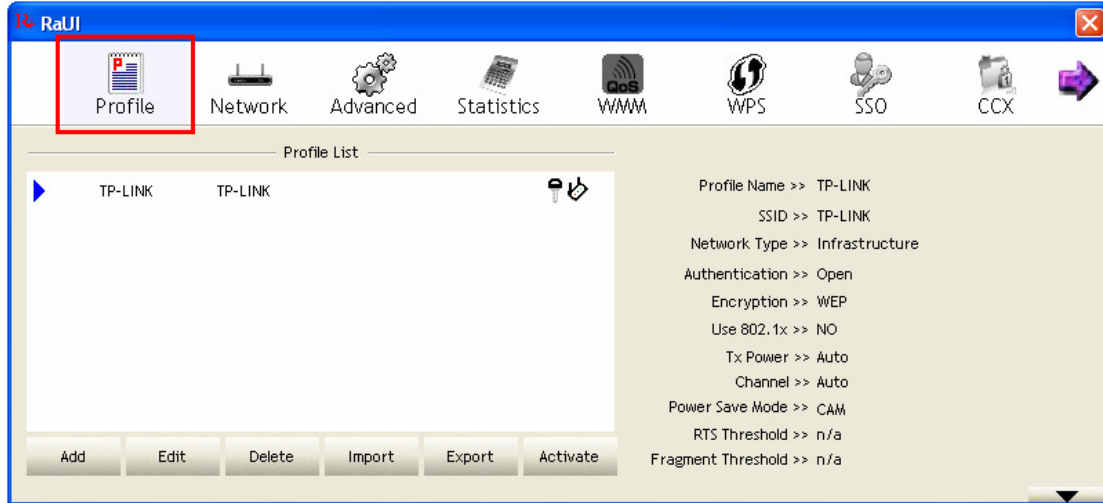 RaUI
Profile Network Advanced Statistics QoS WMM WPS SSO CCX
Profile List
TP-LINK TP-LINK
Profile Name >> TP-LINK
SSID >> TP-LINK
Network Type >> Infrastructure
Authentication >> Open
Encryption >> WEP
Use 802.1x >> NO
Tx Power >> Auto
Channel >> Auto
Power Save Mode >> CAM
RTS Threshold >> n/a
Fragment Threshold >> n/a
Add Edit Delete Import Export Activate